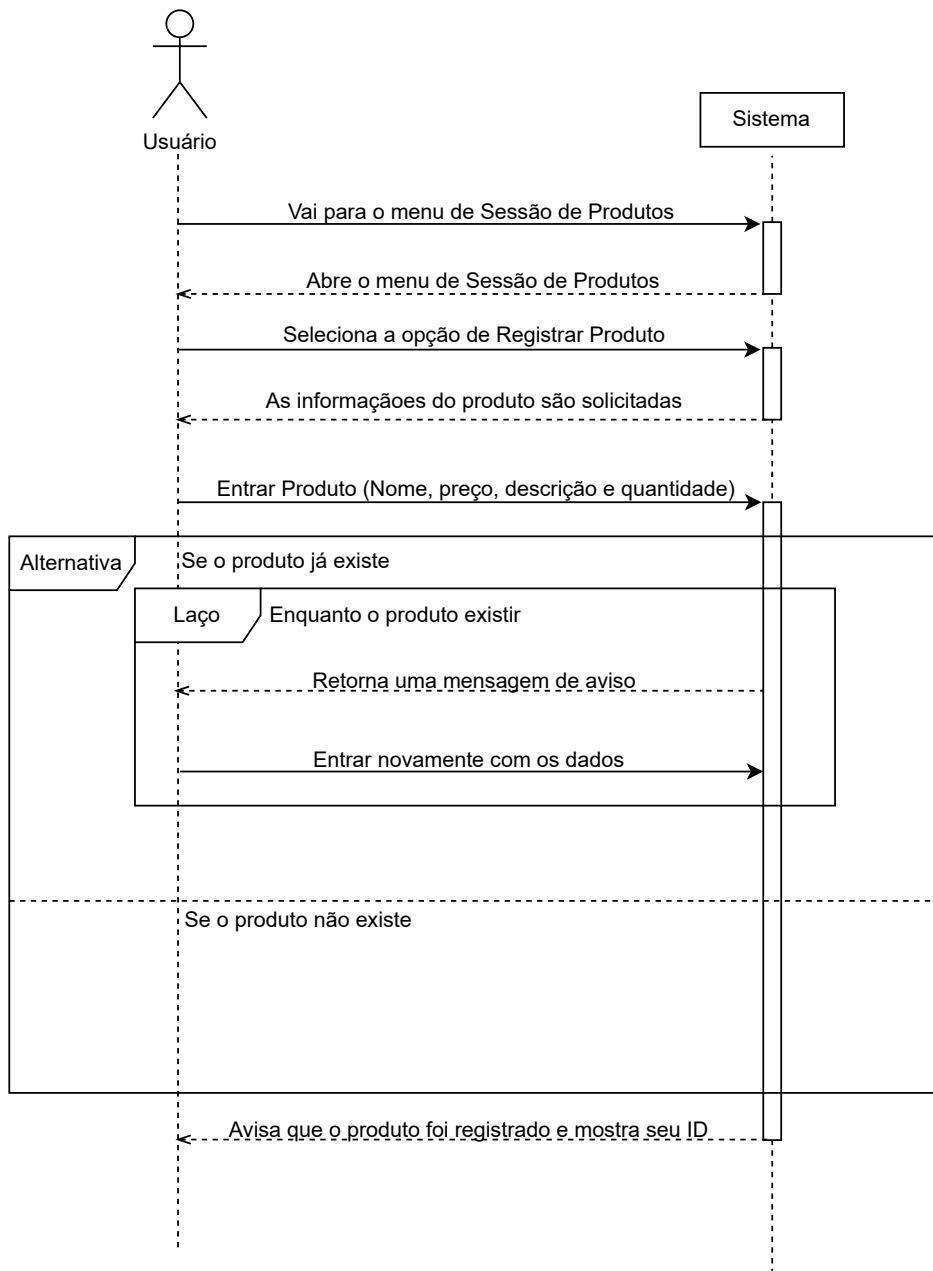 Usuário
Sistema
Vai para o menu de Sessão de Produtos
Abre o menu de Sessão de Produtos
Seleciona a opção de Registrar Produto
As informaçãoes do produto são solicitadas
Entrar Produto (Nome, preço, descrição e quantidade)
Alternativa
Se o produto já existe
Laço
Enquanto o produto existir
Retorna uma mensagem de aviso
Entrar novamente com os dados
Se o produto não existe
Avisa que o produto foi registrado e mostra seu ID